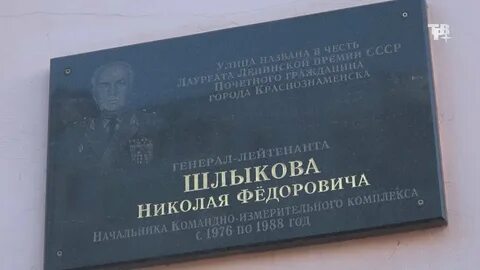 УЛИЦА НАЗВАНА В ЧЕСТЬ
ЛАУРЕАТА ЛЕНИНСКОЙ ПРЕМИИ СССР
ПОЧЕТНОГО ГРАЖДАНИНА
ГОРОДА КРАСНОЗНАМЕНСКА
ГЕНЕРАЛ-ЛЕЙТЕНАНТА
ШЛЫКОВА
НИКОЛАЯ ФЁДОРОВИЧА
НАЧАЛЬНИКА КОМАНДНО-ИЗМЕРИТЕЛЬНОГО КОМПЛЕКСА
С 1976 ПО 1988 ГОД